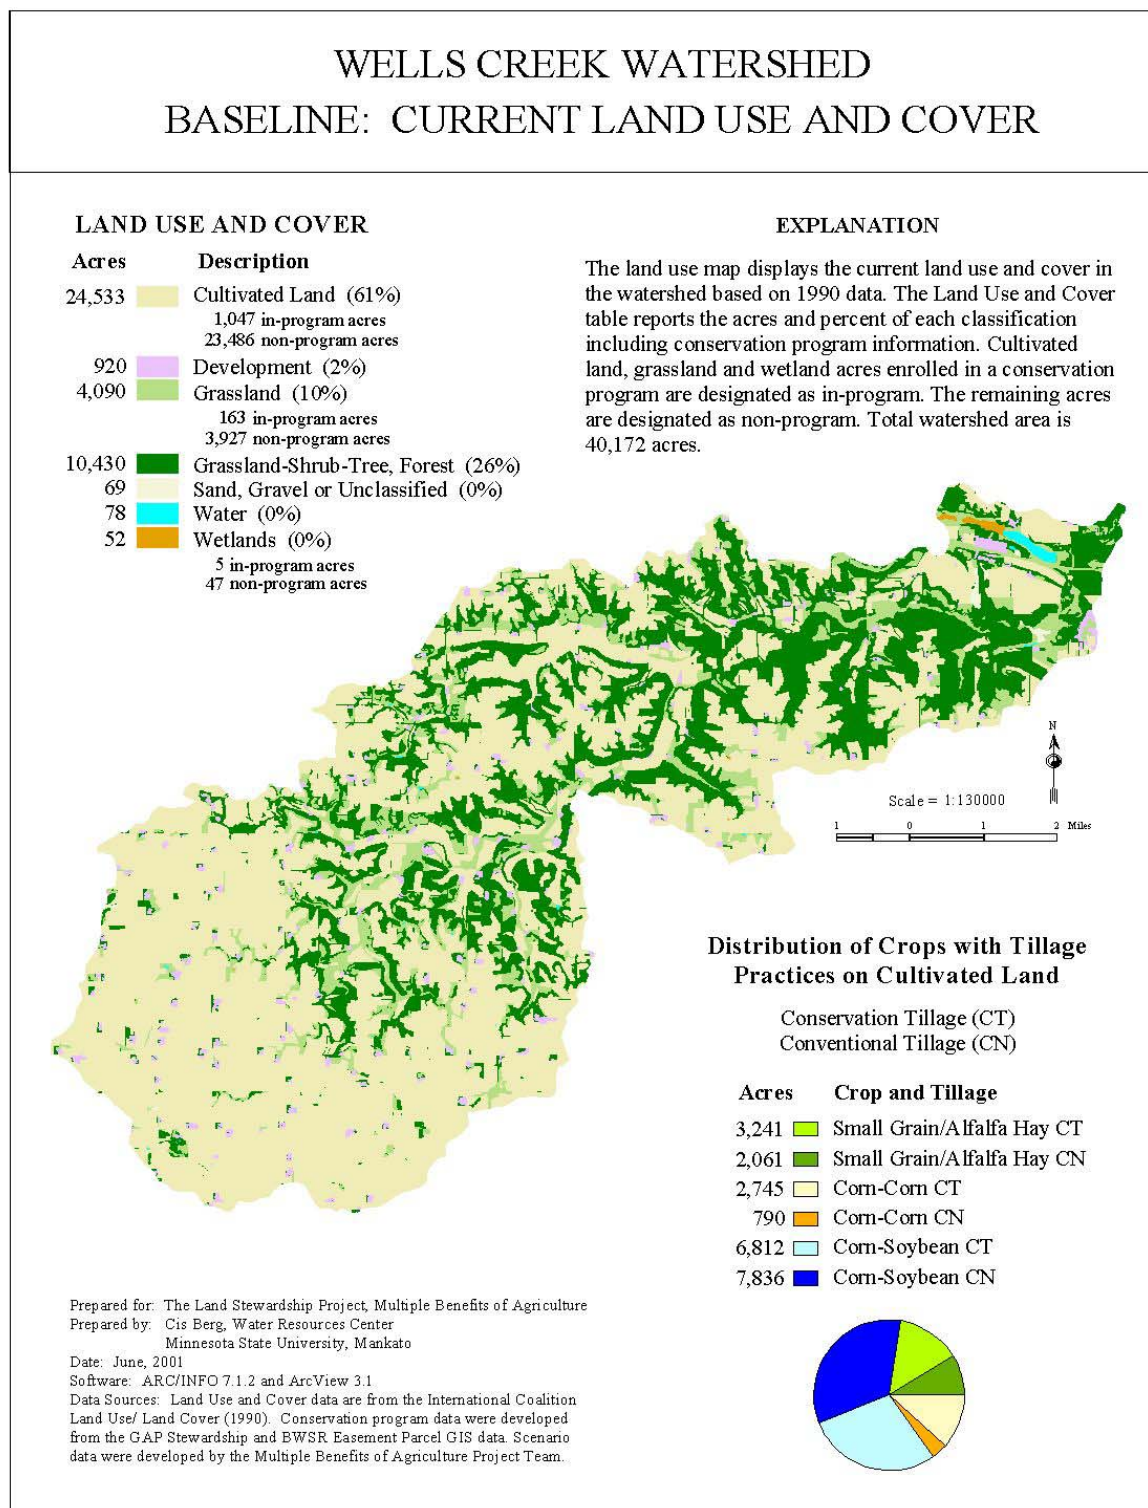 WELLS CREEK WATERSHED
BASELINE: CURRENT LAND USE AND COVER
LAND USE AND COVER
Acres Description
24,533 Cultivated Land (61%)
1,047 in-program acres
23,486 non-program acres
920 Development (2%)
4,090 Grassland (10%)
163 in-program acres
3,927 non-program acres
10,430 Grassland-Shrub-Tree, Forest (26%)
69 Sand, Gravel or Unclassified (0%)
78 Water (0%)
52 Wetlands (0%)
5 in-program acres
47 non-program acres
EXPLANATION
The land use map displays the current land use and cover in
the watershed based on 1990 data. The Land Use and Cover
table reports the acres and percent of each classification
including conservation program information. Cultivated
land, grassland and wetland acres enrolled in a conservation
program are designated as in-program. The remaining acres
are designated as non-program. Total watershed area is
40,172 acres.
N
Scale = 1:130000
1 0 1 2 Miles
Distribution of Crops with Tillage
Practices on Cultivated Land
Conservation Tillage (CT)
Conventional Tillage (CN)
Acres Crop and Tillage
3,241 Small Grain/Alfalfa Hay CT
2,061 Small Grain/Alfalfa Hay CN
2,745 Corn-Corn CT
790 Corn-Corn CN
6,812 Corn-Soybean CT
7,836 Corn-Soybean CN
Prepared for: The Land Stewardship Project, Multiple Benefits of Agriculture
Prepared by: Cis Berg, Water Resources Center
Minnesota State University, Mankato
Date: June, 2001
Software: ARC/INFO 7.1.2 and ArcView 3.1
Data Sources: Land Use and Cover data are from the International Coalition
Land Use/ Land Cover (1990). Conservation program data were developed
from the GAP Stewardship and BWSR Easement Parcel GIS data. Scenario
data were developed by the Multiple Benefits of Agriculture Project Team.